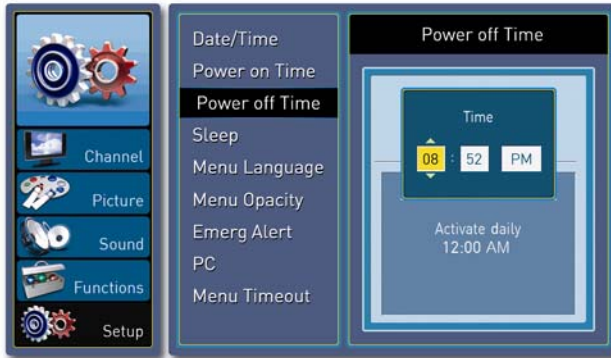 Channel
Picture
Sound
Functions
Setup
Date/Time
Power on Time
Power off Time
Sleep
Menu Language
Menu Opacity
Emerg Alert
PC
Menu Timeout
Power off Time
Time
08 : 52 PM
Activate daily
12:00 AM